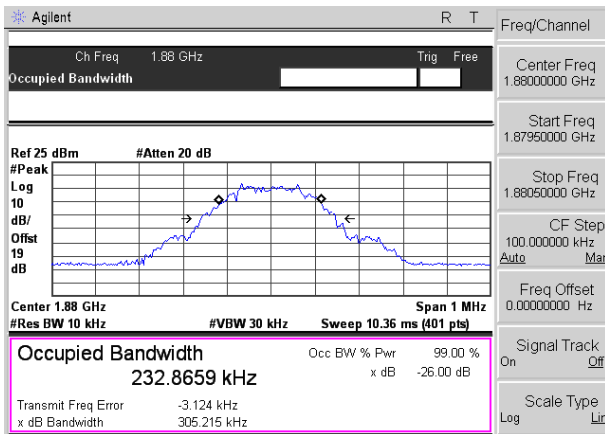 Agilent R T
Freq/Channel
Ch Freq 1.88 GHz Trig Free
Occupied Bandwidth
Center Freq
1.88000000 GHz
Start Freq
1.87950000 GHz
Stop Freq
1.88050000 GHz
CF Step
100.000000 kHz
Auto Man
Freq Offset
0.00000000 Hz
Signal Track
On Off
Scale Type
Log Lin
Ref 25 dBm #Atten 20 dB
#Peak
Log
10
dB/
Offst
19
dB
Center 1.88 GHz Span 1 MHz
#Res BW 10 kHz #VBW 30 kHz Sweep 10.36 ms (401 pts)
Occupied Bandwidth Occ BW % Pwr 99.00 %
232.8659 kHz x dB -26.00 dB
Transmit Freq Error -3.124 kHz
x dB Bandwidth 305.215 kHz